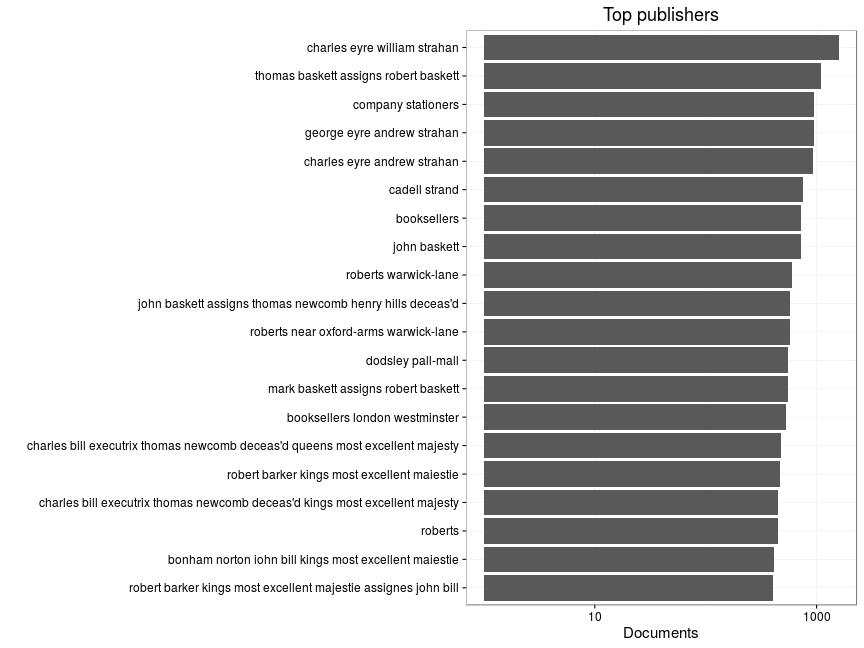 Top publishers
charles eyre william strahan
thomas baskett assigns robert baskett
company stationers
george eyre andrew strahan
charles eyre andrew strahan
cadell strand
booksellers
john baskett
roberts warwick-lane
john baskett assigns thomas newcomb henry hills deceas'd
roberts near oxford-arms warwick-lane
dodsley pall-mall
mark baskett assigns robert baskett
booksellers london westminster
charles bill executrix thomas newcomb deceas'd queens most excellent majesty
robert barker kings most excellent maiestie
charles bill executrix thomas newcomb deceas'd kings most excellent majesty
roberts
bonham norton iohn bill kings most excellent maiestie
robert barker kings most excellent majestie assignes john bill
10 1000
Documents